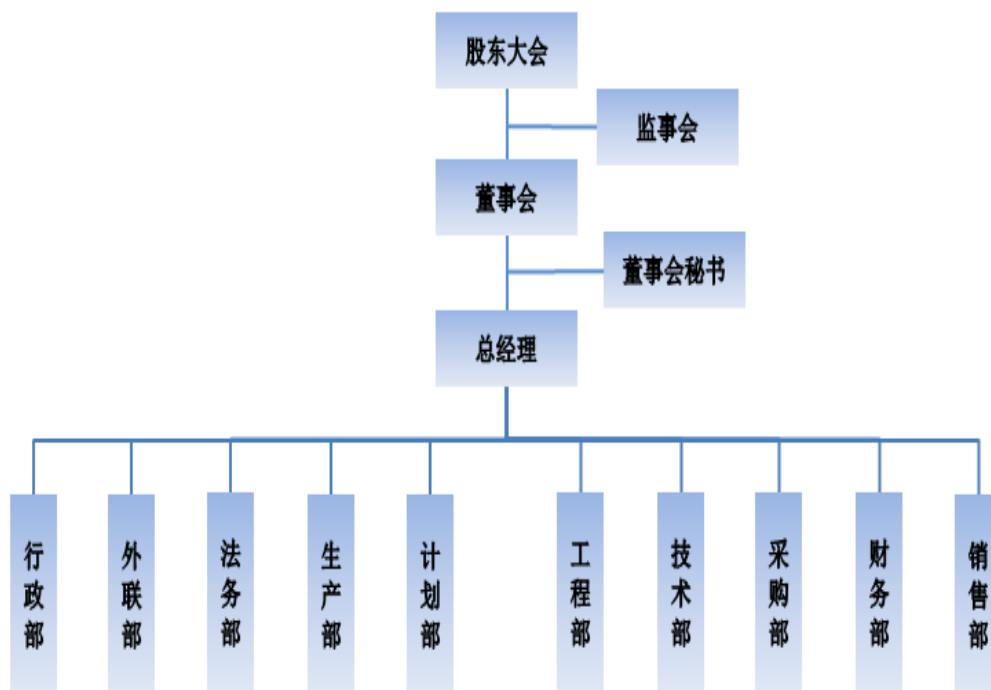 股东大会
监事会
董事会
董事会秘书
总经理
行政部
外联部
法务部
生产部
计划部
工程部
技术部
采购部
财务部
销售部